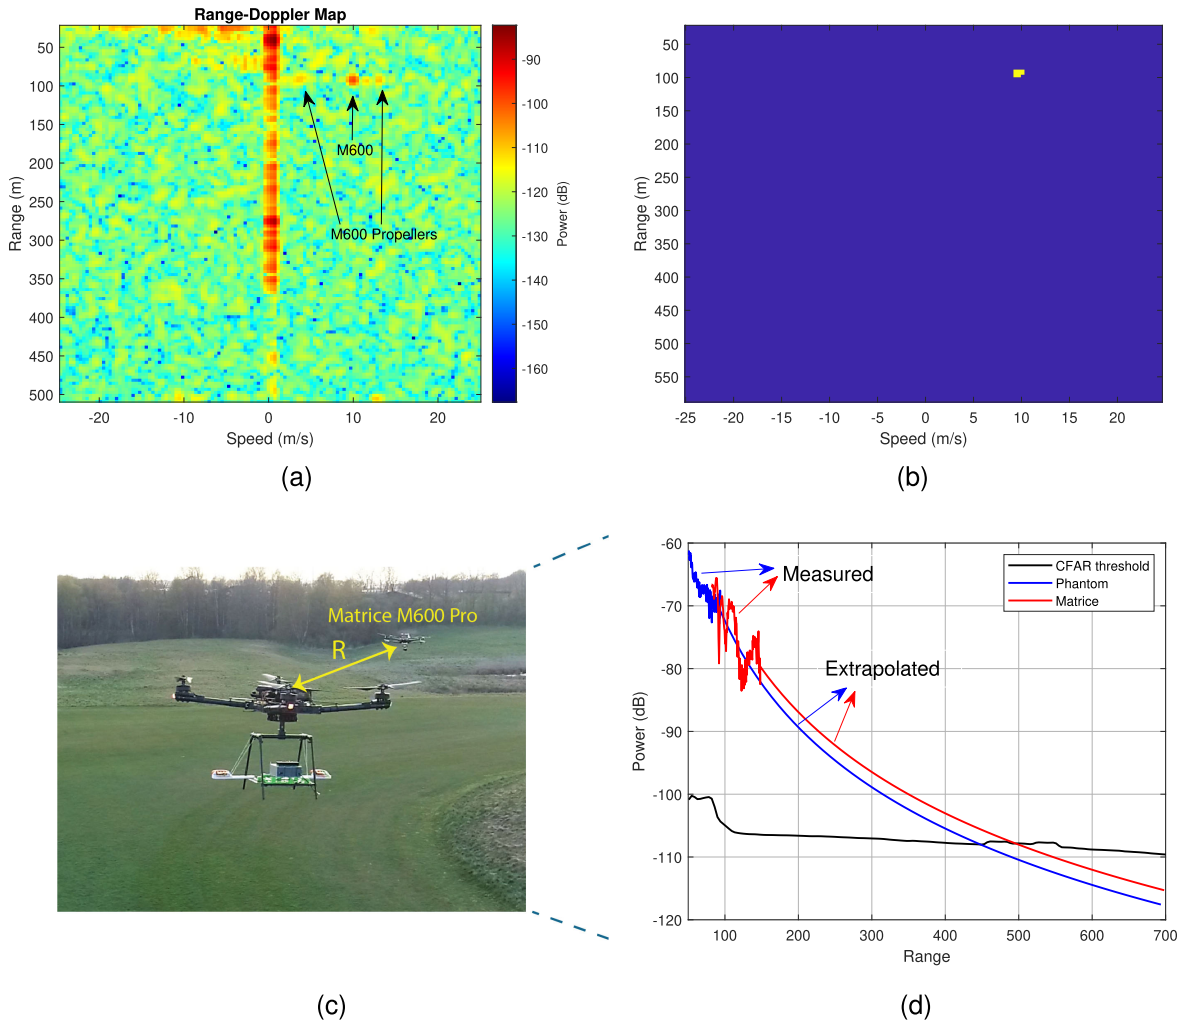 Range-Doppler Map
50
100
150
200
250
300
350
400
450
500
Range (m)
-20
-10
0
10
20
Speed (m/s)
M600
M600 Propellers
-90
-100
-110
-120
-130
-140
-150
-160
Power (dB)
(a)
50
100
150
200
250
300
350
400
450
500
550
Range (m)
-25
-20
-15
-10
-5
0
5
10
15
20
Speed (m/s)
(b)
Matrice M600 Pro
R
(c)
-60
-70
-80
-90
-100
-110
-120
Power (dB)
Measured
Extrapolated
CFAR threshold
Phantom
Matrice
100
200
300
400
500
600
700
Range
(d)